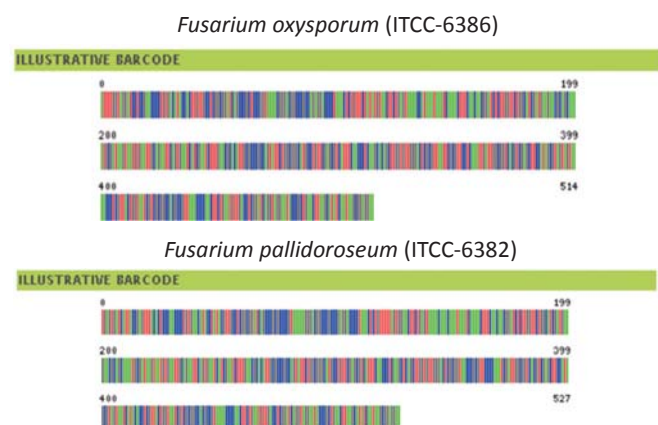 Fusarium oxysporum (ITCC-6386)
ILLUSTRATIVE BARCODE
0 199
200 399
400 514
Fusarium pallidoroseum (ITCC-6382)
ILLUSTRATIVE BARCODE
0 199
200 399
400 527